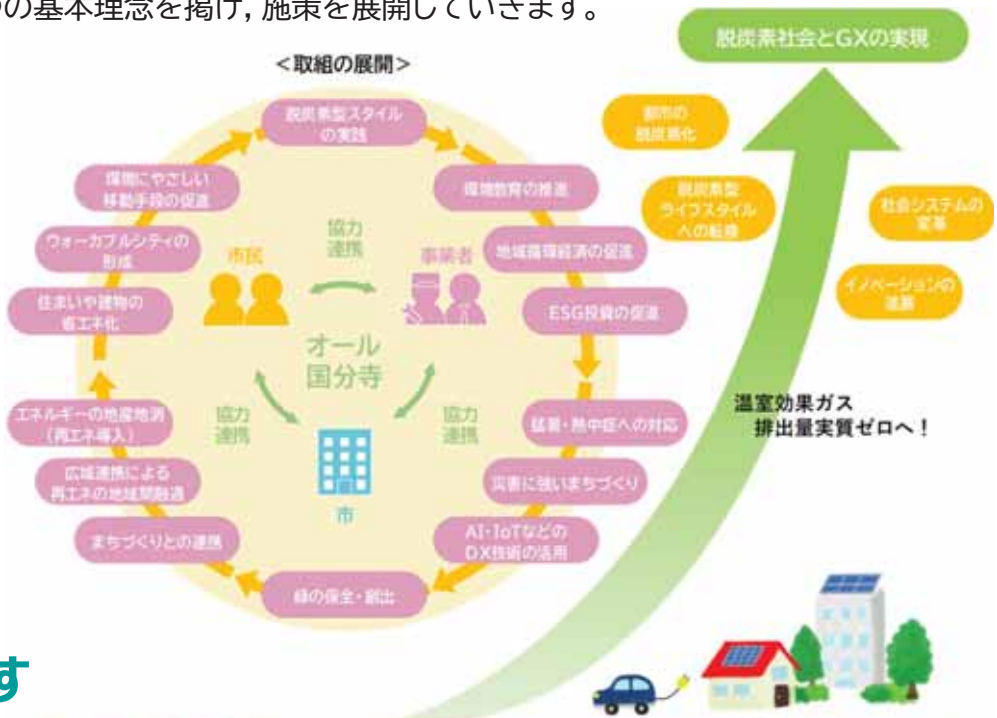 の基本理念を掲げ，施策を展開していきます。
脱炭素社会とGXの実現
＜取組の展開＞
脱炭素型スタイル
の実践
環境にやさしい
移動手段の促進
ウォーカブルシティの
形成
住まいや建物の
省エネ化
エネルギーの地産地消
（再エネ導入）
広域連携による
再エネの地域間融通
まちづくりとの連携
緑の保全・創出
環境教育の推進
地域循環経済の促進
ESG投資の促進
猛暑・熱中症への対応
災害に強いまちづくり
AI・IoTなどの
DX技術の活用
市民
協力
連携
事業者
オール
国分寺
協力
連携
協力
連携
市
都市の
脱炭素化
脱炭素型
ライフスタイル
への転換
社会システムの
変革
イノベーションの
進展
温室効果ガス
排出量実質ゼロへ！
す